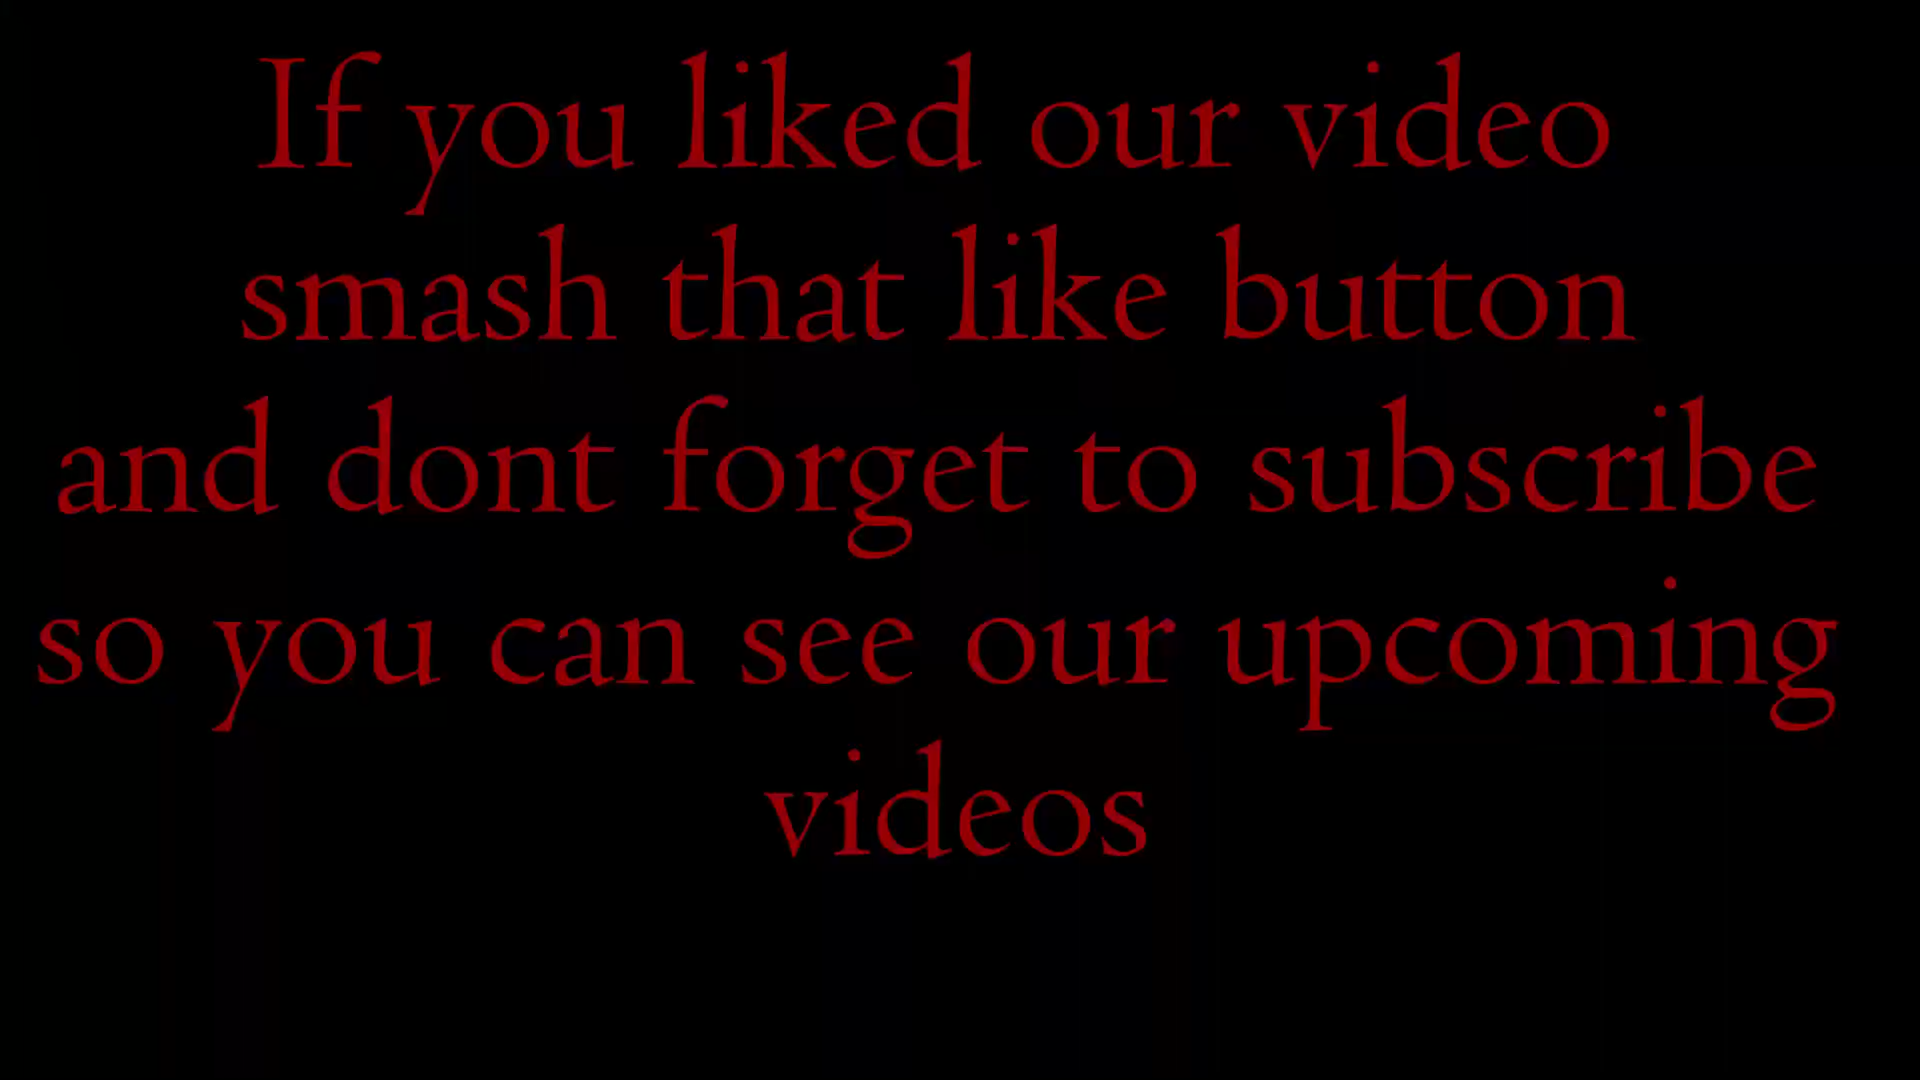 If you liked our video
smash that like button
and dont forget to subscribe
so you can see our upcoming
videos